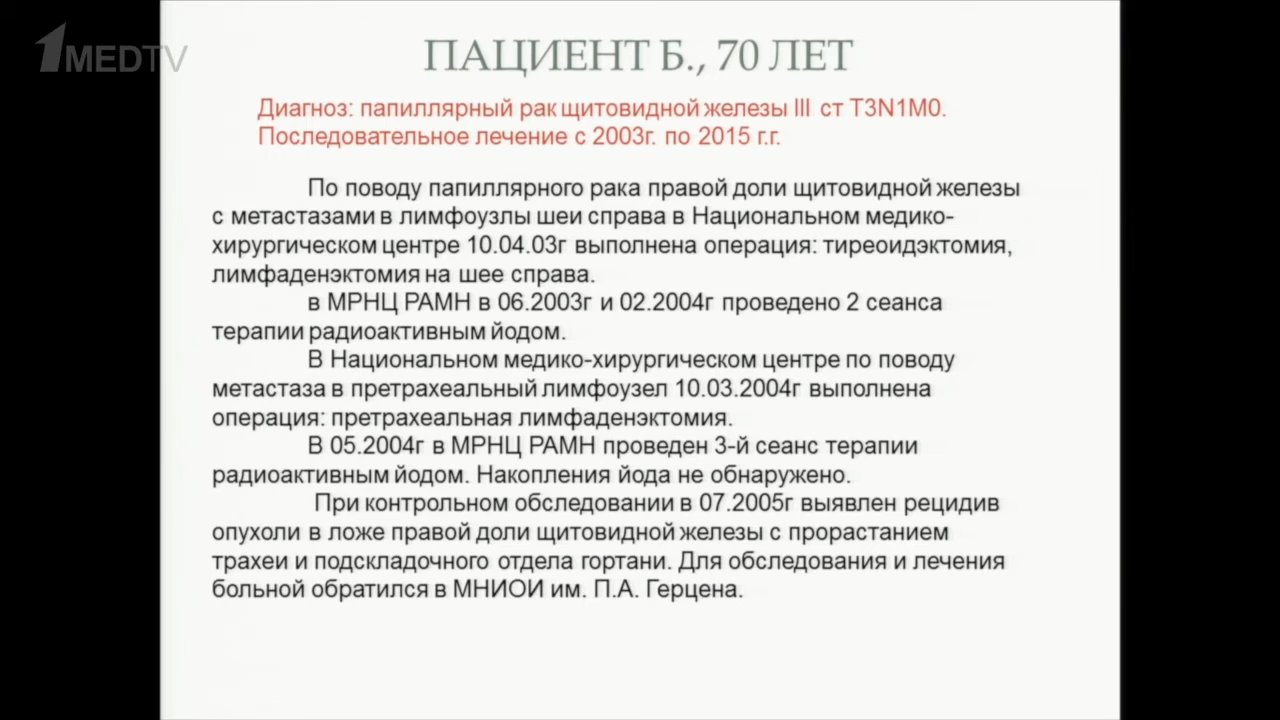 1MEDTV
ПАЦИЕНТ Б., 70 ЛЕТ
Диагноз: папиллярный рак щитовидной железы III ст T3N1M0.
Последовательное лечение с 2003г. по 2015 г.г.
По поводу папиллярного рака правой доли щитовидной железы
с метастазами в лимфоузлы шеи справа в Национальном медико-
хирургическом центре 10.04.03г выполнена операция: тиреоидэктомия,
лимфаденэктомия на шее справа.
в МРНЦ РАМН в 06.2003г и 02.2004г проведено 2 сеанса
терапии радиоактивным йодом.
В Национальном медико-хирургическом центре по поводу
метастаза в претрахеальный лимфоузел 10.03.2004г выполнена
операция: претрахеальная лимфаденэктомия.
В 05.2004г в МРНЦ РАМН проведен 3-й сеанс терапии
радиоактивным йодом. Накопления йода не обнаружено.
При контрольном обследовании в 07.2005г выявлен рецидив
опухоли в ложе правой доли щитовидной железы с прорастанием
трахеи и подскладочного отдела гортани. Для обследования и лечения
больной обратился в МНИОИ им. П.А. Герцена.